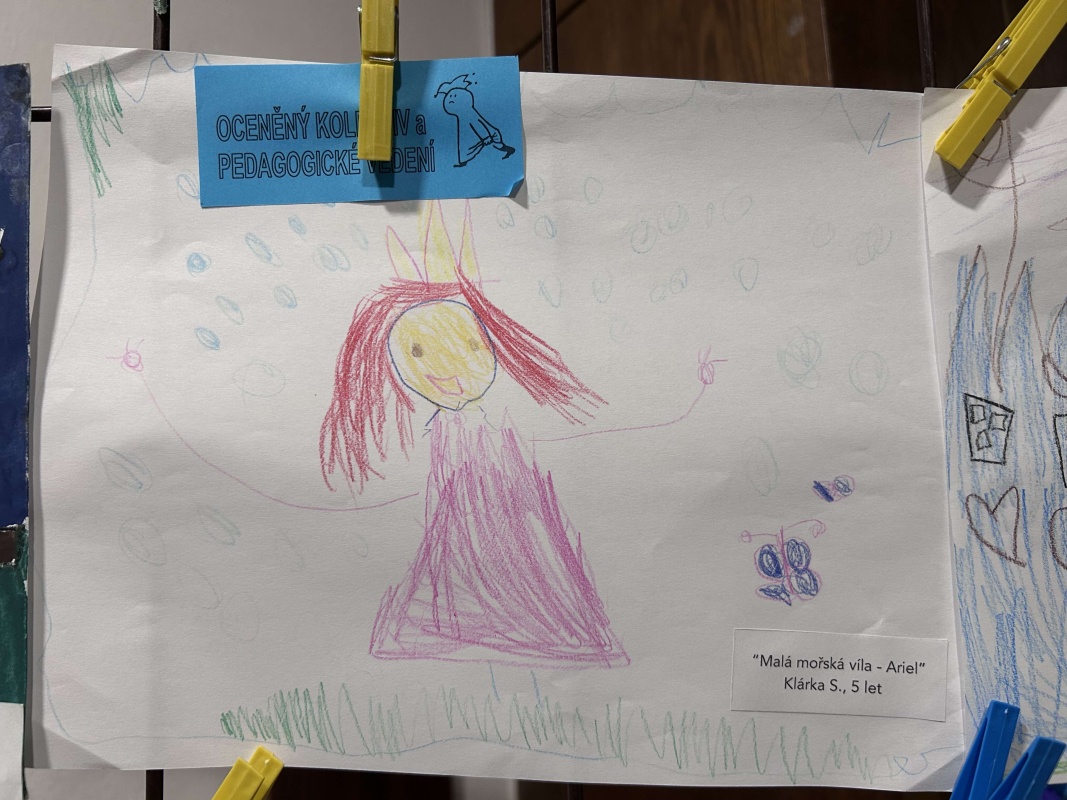 OCENĚNÝ a
PEDAGOGICKÉ VEDENÍ
“Malá mořská víla - Ariel“
Klárka S., 5 let